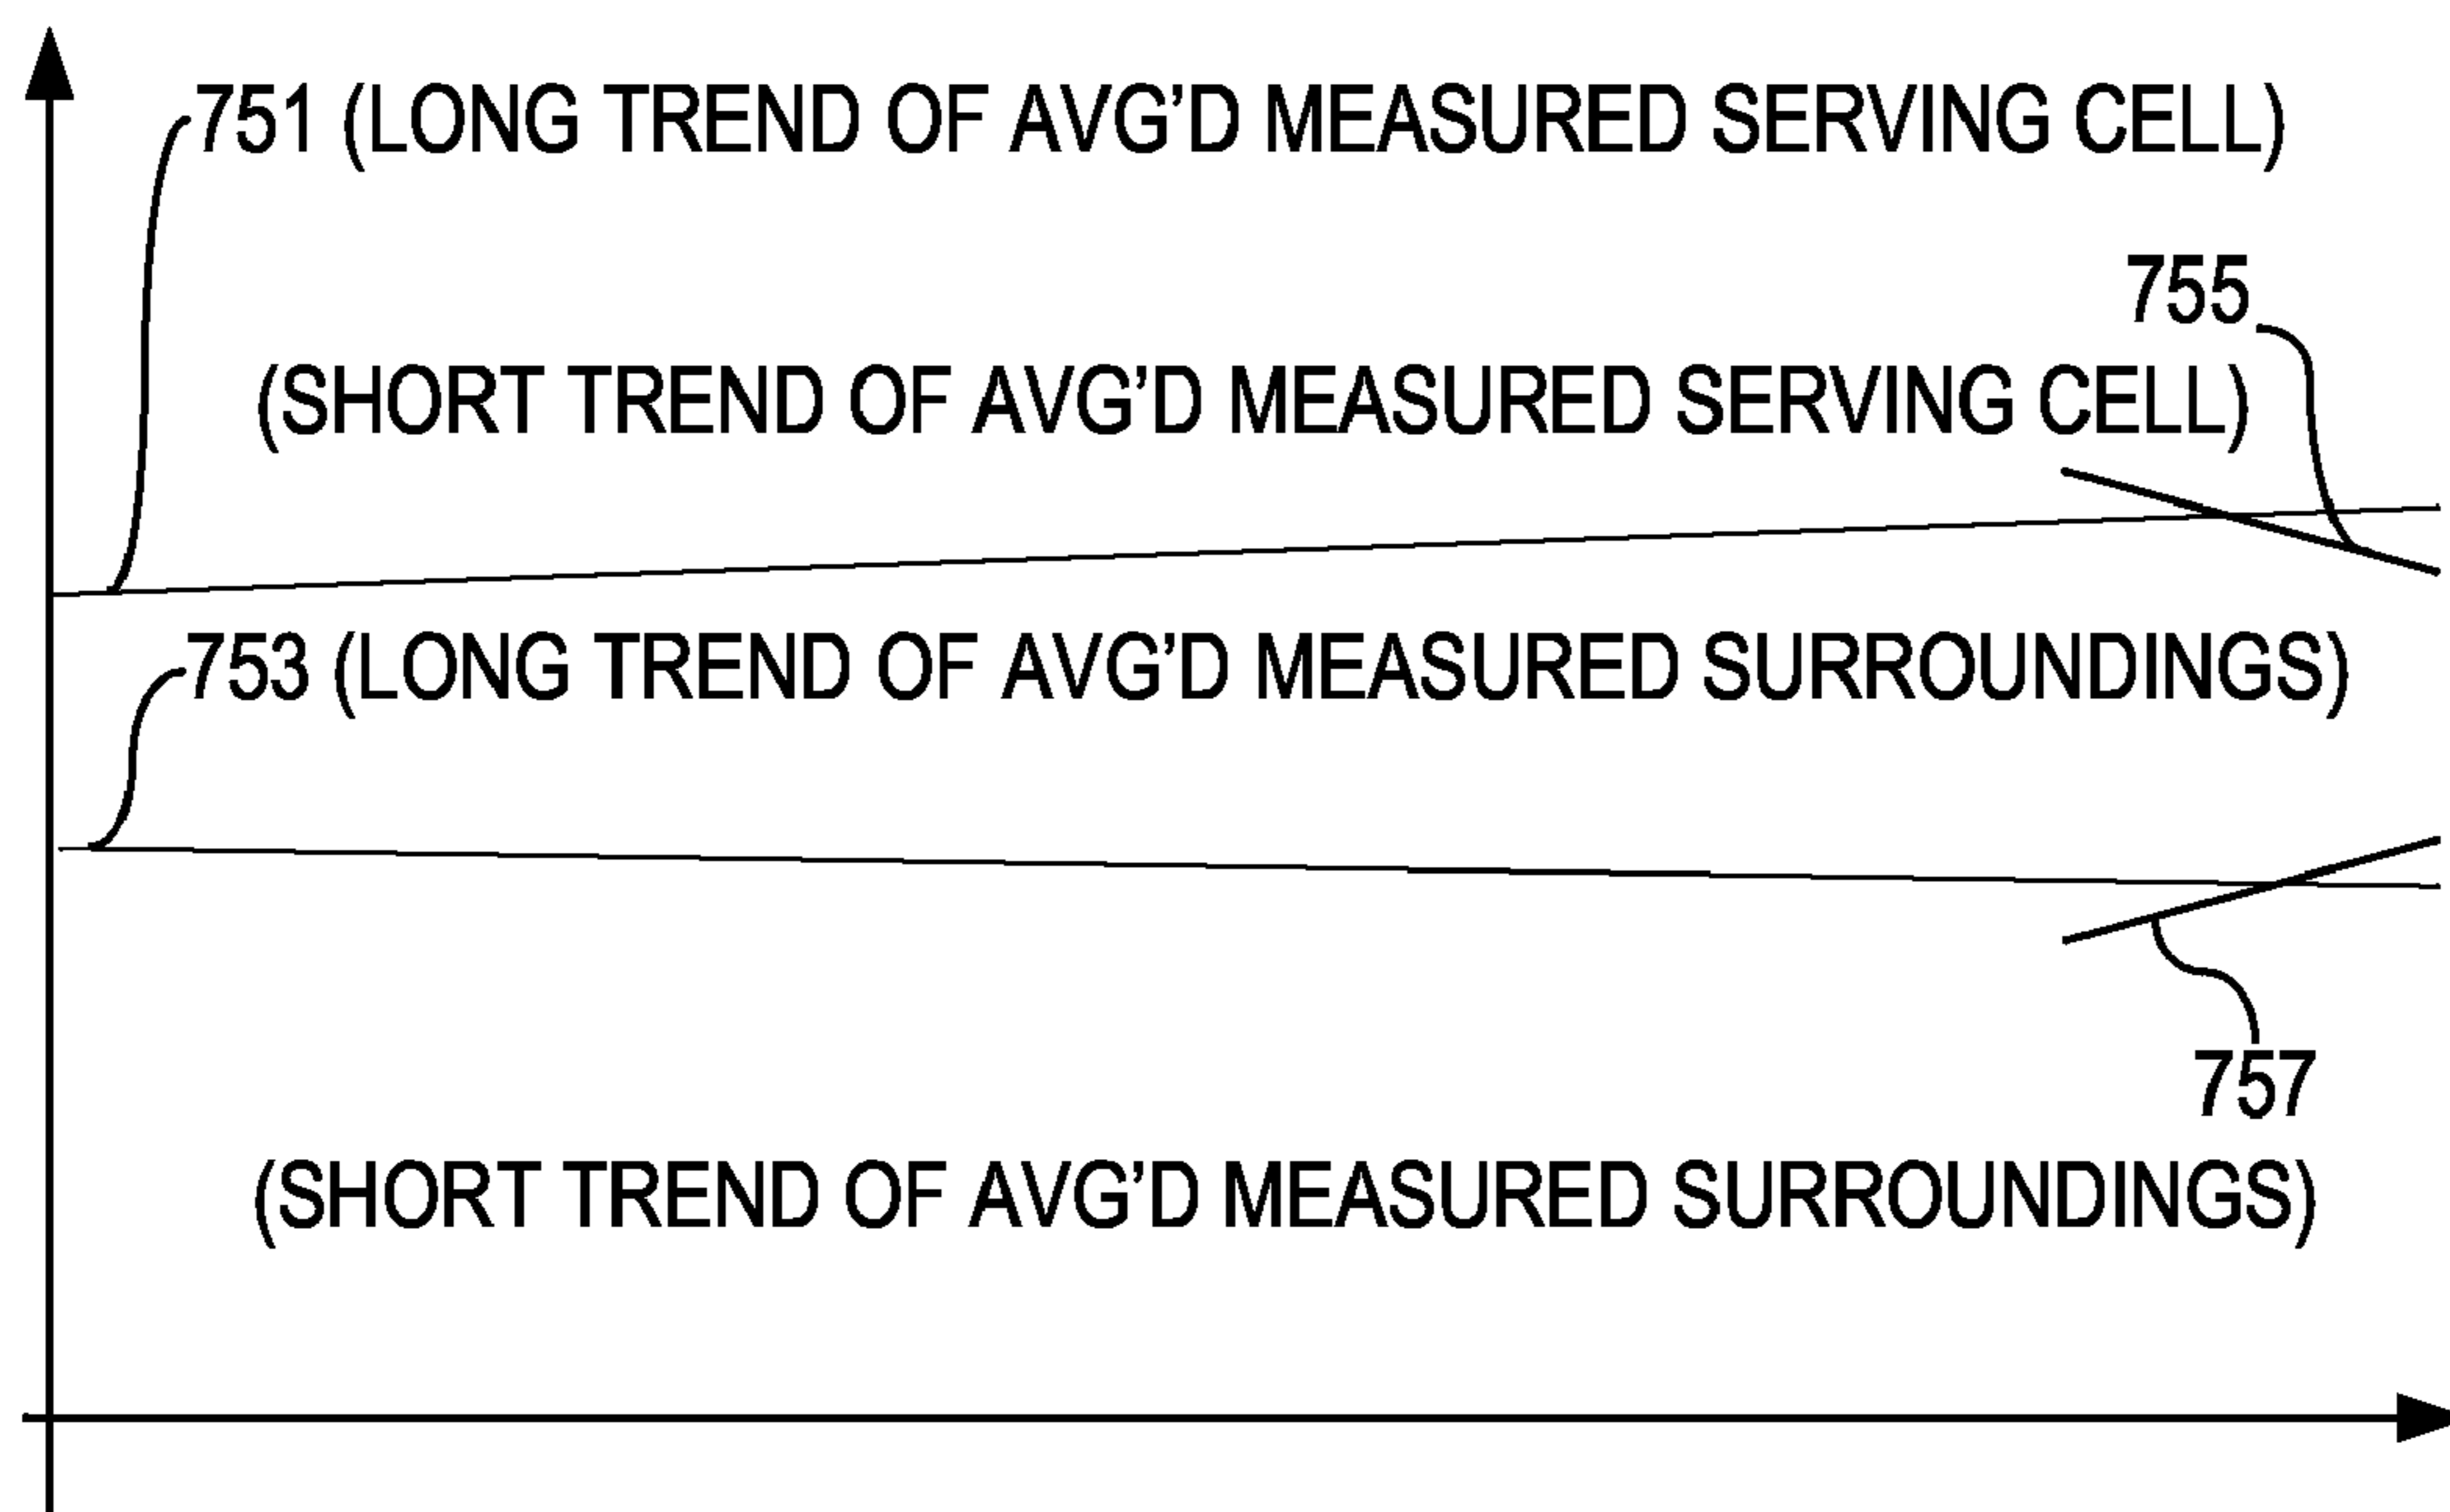 751 (LONG TREND OF AVG'D MEASURED SERVING CELL)
755
(SHORT TREND OF AVG'D MEASURED SERVING CELL)
753 (LONG TREND OF AVG'D MEASURED SURROUNDINGS)
757
(SHORT TREND OF AVG'D MEASURED SURROUNDINGS)